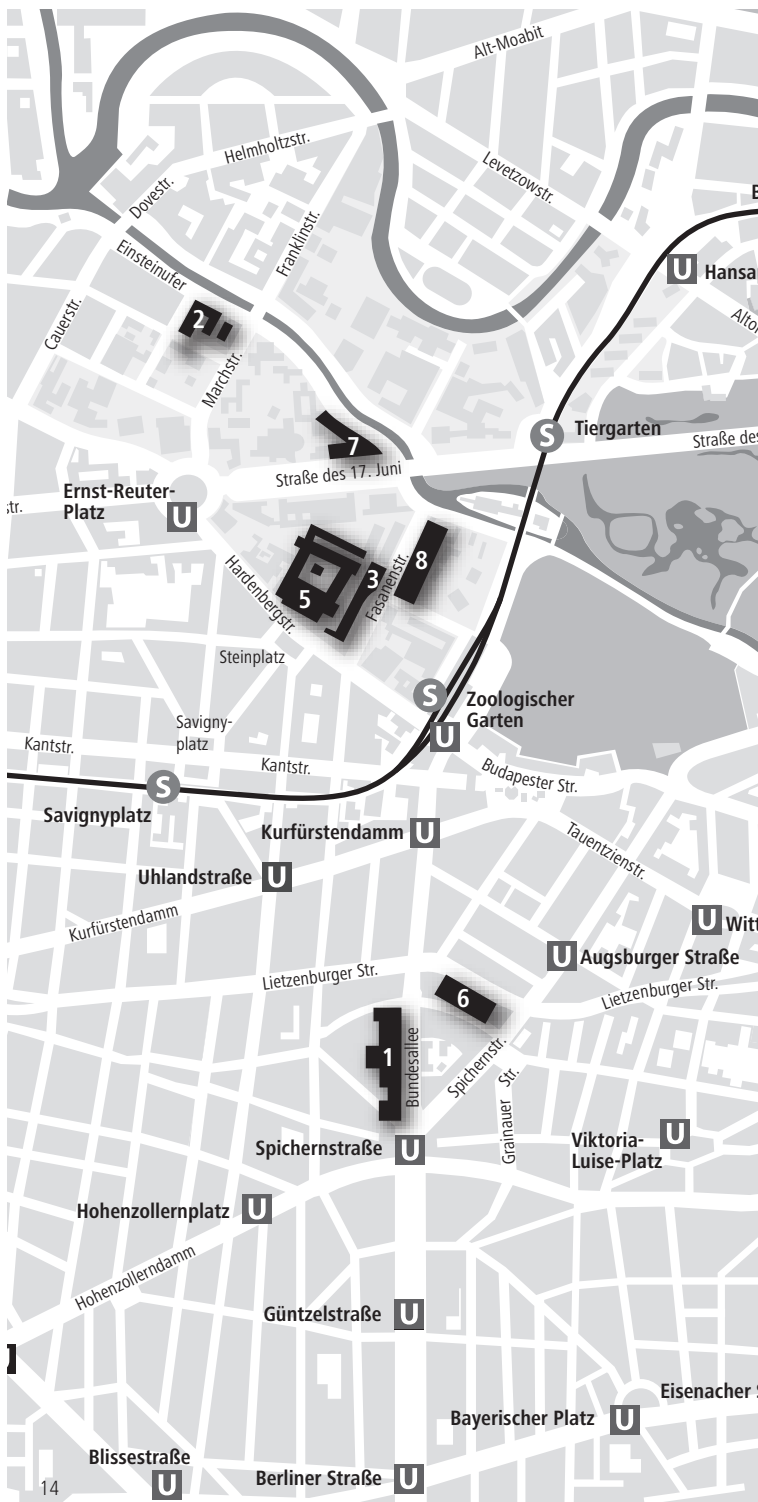 Alt-Moabit
Helmholtzstr.
Levetzowstr.
Dovestr.
Franklinstr.
Einsteinufer
U Hansa
Cauerstr.
2
Marchstr.
S Tiergarten
7
Straße des
Straße des 17. Juni
Ernst-Reuter-
Platz
U
str.
Hardenbergstr.
5
3
Fasanenstr.
8
Steinplatz
S
Zoologischer
Garten
U
Savigny-
platz
Kantstr.
Kantstr.
Budapester Str.
S
Savignyplatz
Kurfürstendamm U
Tauentzienstr.
Uhlandstraße U
Kurfürstendamm
U Witt
U Augsburger Straße
Lietzenburger Str.
Lietzenburger Str.
6
1
Bundesallee
Spichernstr.
Grainauer Str.
Spichernstraße U
Viktoria-
Luise-Platz
U
Hohenzollernplatz U
Hohenzollerndamm
Güntzelstraße U
Eisenacher
Bayerischer Platz U
Blissestraße
U
Berliner Straße U
14